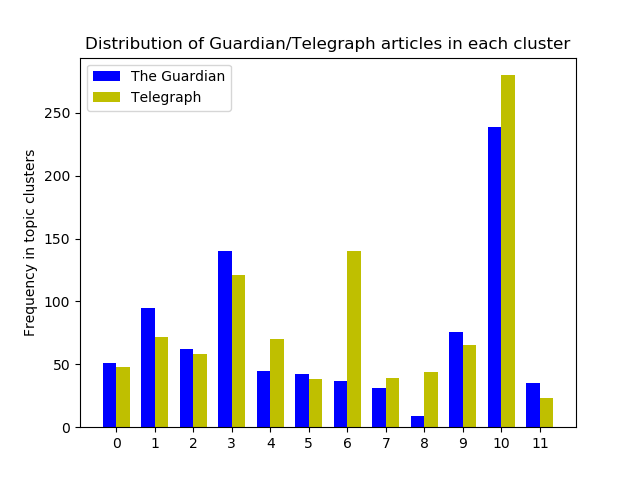 Distribution of Guardian/Telegraph articles in each cluster
The Guardian
Telegraph
Frequency in topic clusters
250
200
150
100
50
0
0 1 2 3 4 5 6 7 8 9 10 11